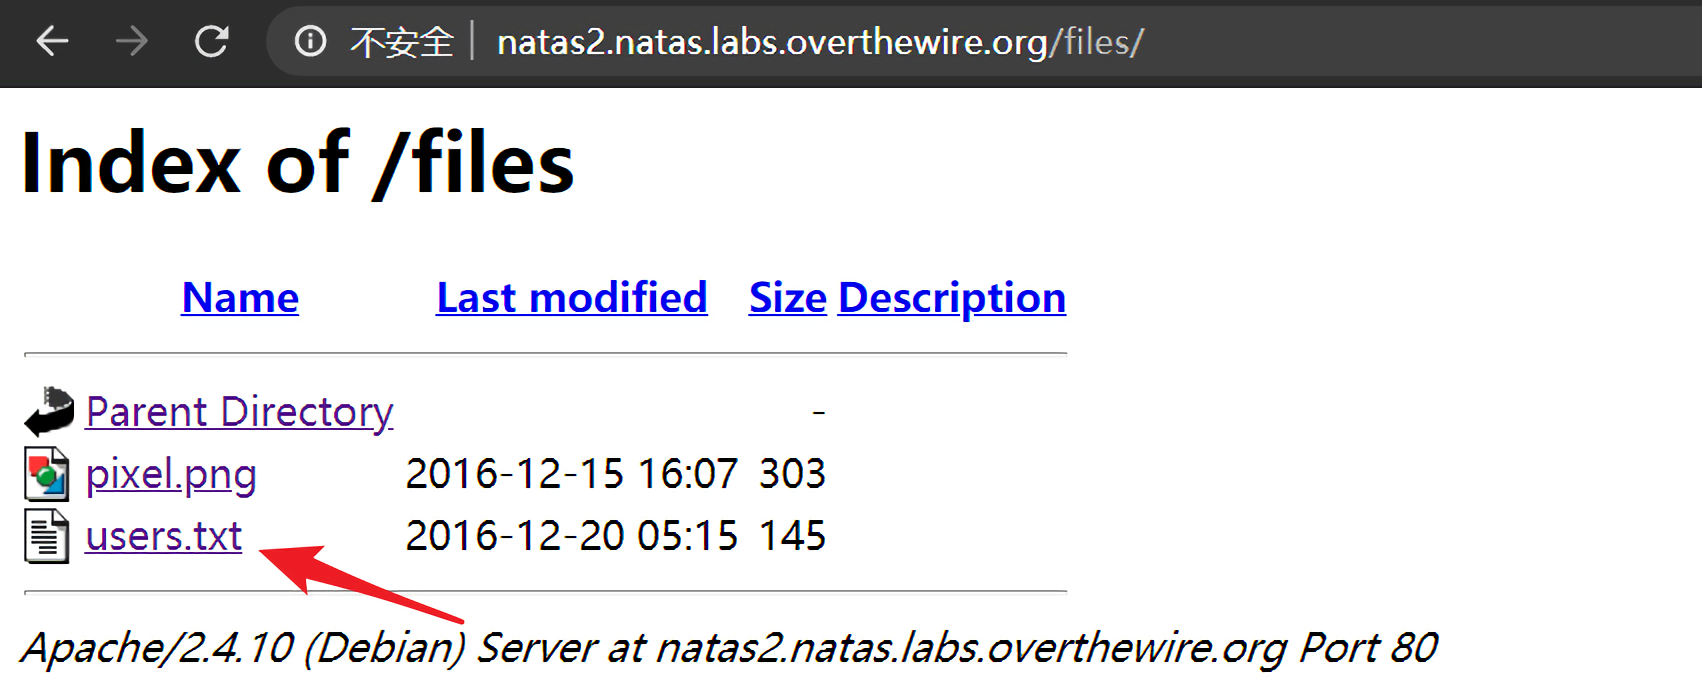 不安全 natas2.natas.labs.overthewire.org/files/
Index of /files
Name Last modified Size Description
Parent Directory -
pixel.png 2016-12-15 16:07 303
users.txt 2016-12-20 05:15 145
Apache/2.4.10 (Debian) Server at natas2.natas.labs.overthewire.org Port 80